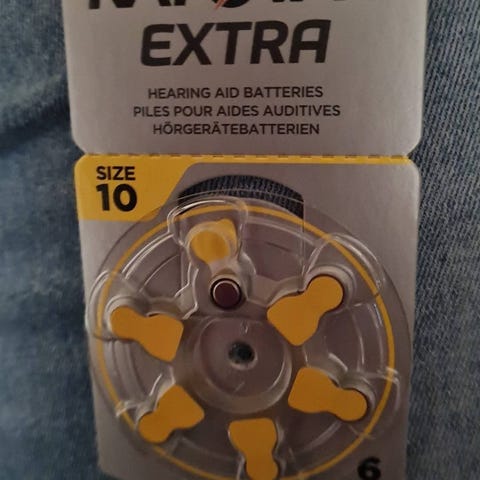 EXTRA
HEARING AID BATTERIES
PILES POUR AIDES AUDITIVES
HÖRGERÄTEBATTERIEN
SIZE
10
6